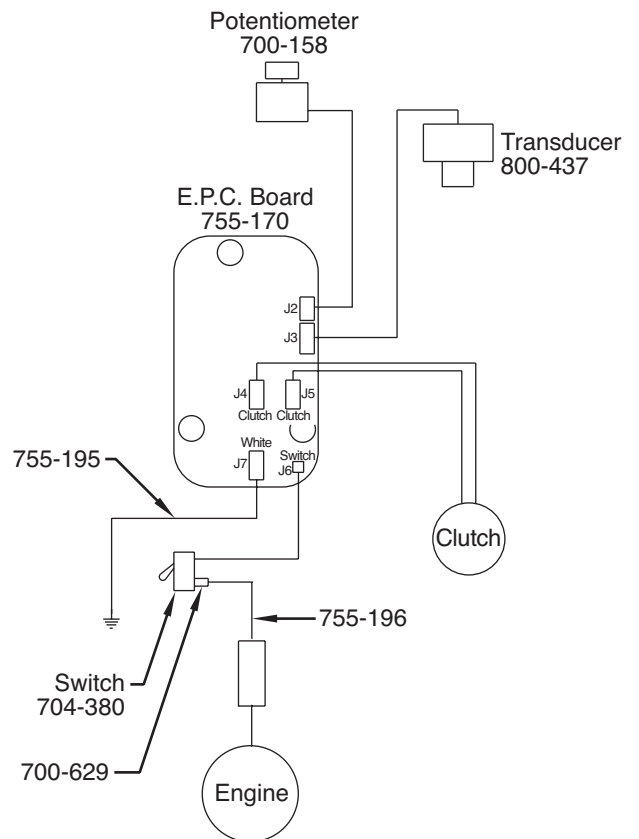 Potentiometer
700-158
Transducer
800-437
E.P.C. Board
755-170
J2
J3
J4
J5
Clutch
Clutch
White
J7
Switch
J6
755-195
Clutch
755-196
Switch
704-380
700-629
Engine